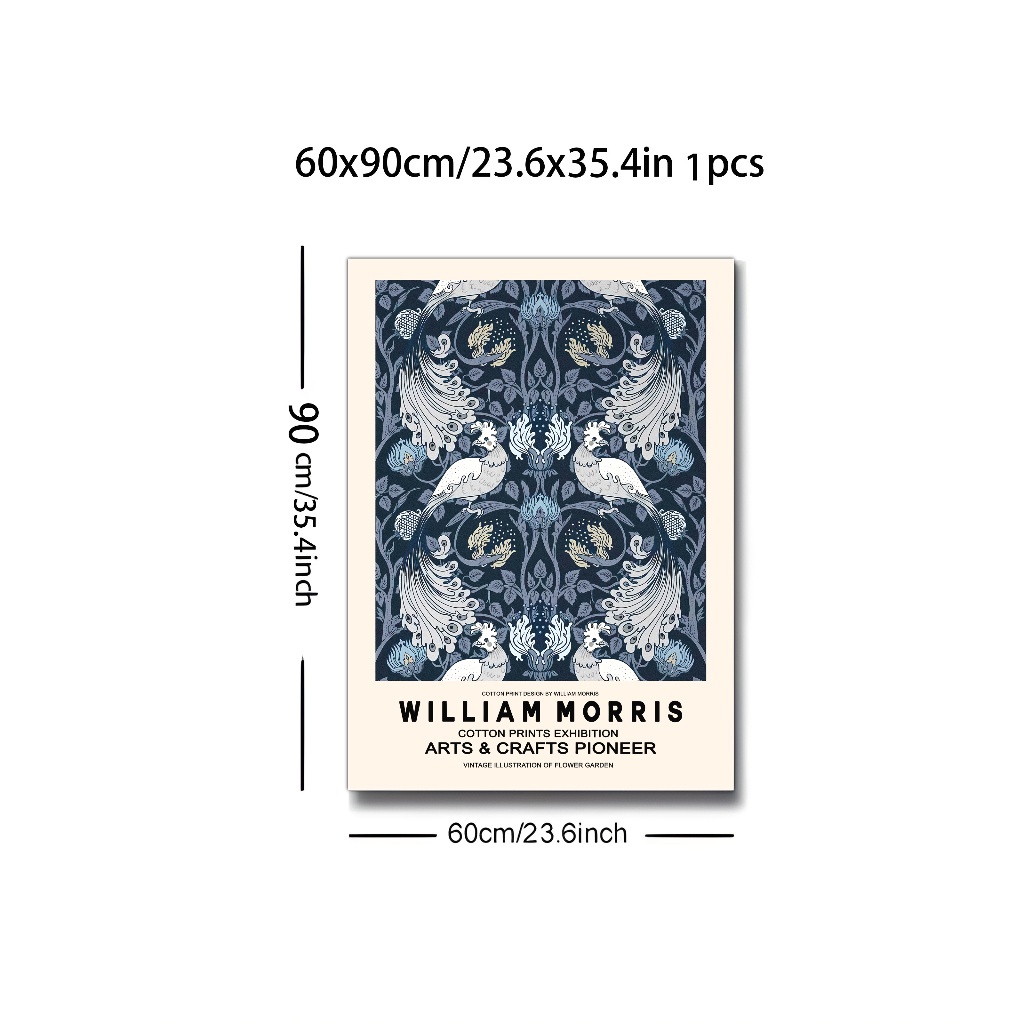 60x90cm/23.6x35.4in 1pcs
90 cm/35.4inch
COTTON PRINT DESIGN BY WILLIAM MORRIS
WILLIAM MORRIS
COTTON PRINTS EXHIBITION
ARTS & CRAFTS PIONEER
VINTAGE ILLUSTRATION OF FLOWER GARDEN
60cm/23.6inch